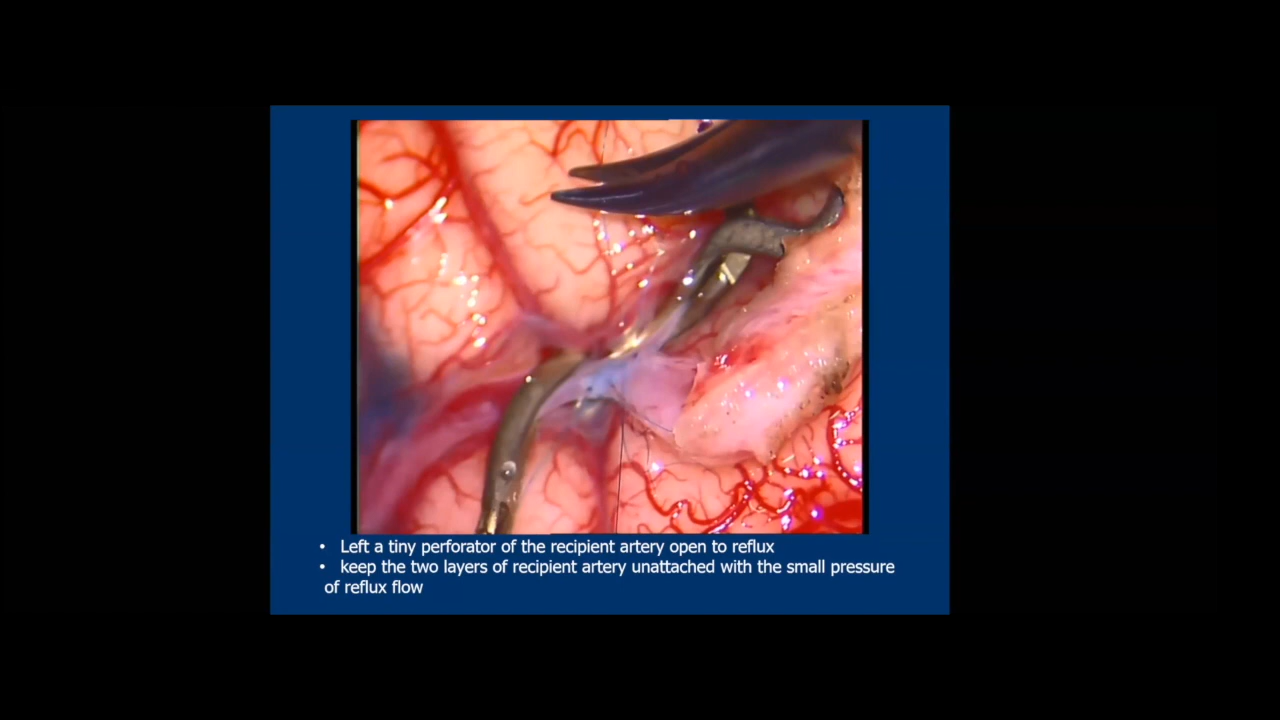 • Left a tiny perforator of the recipient artery open to reflux
• keep the two layers of recipient artery unattached with the small pressure
of reflux flow